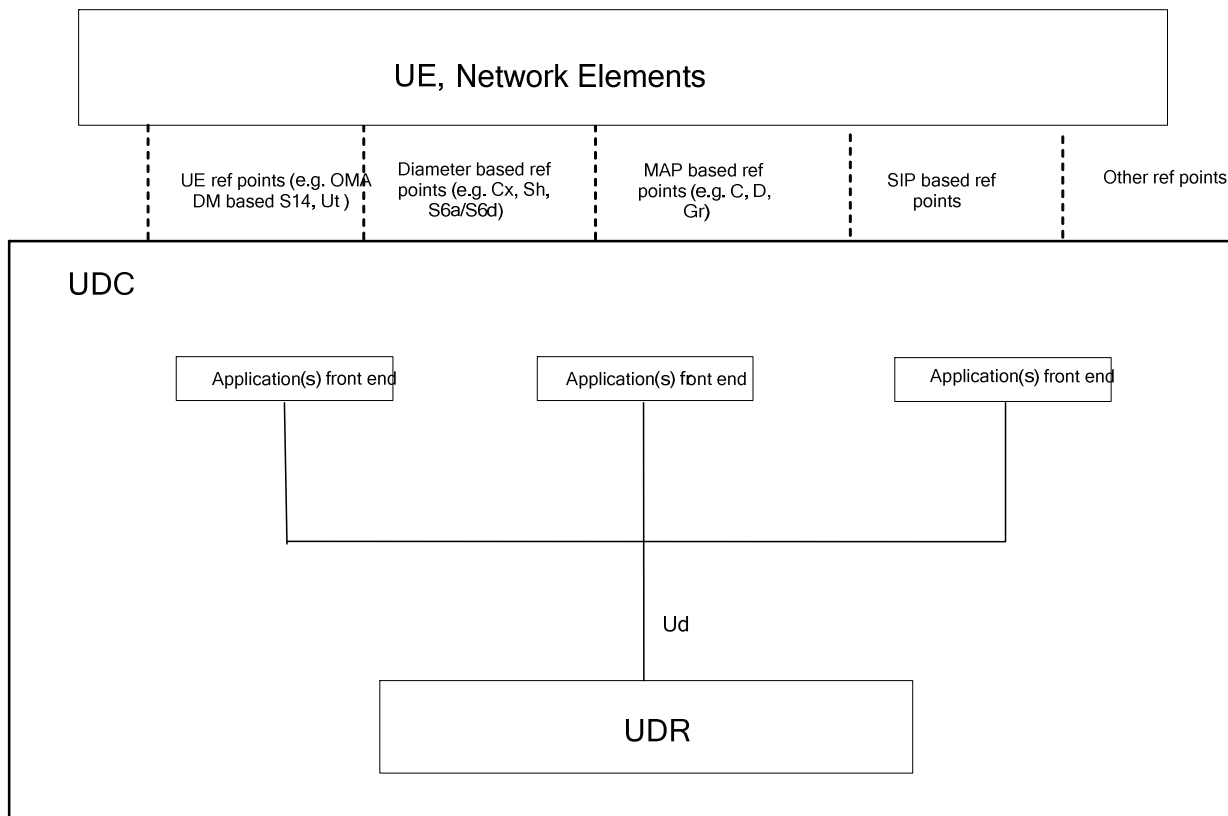 UE, Network Elements
UE ref points (e.g. OMA
DM based S14, Ut )
Diameter based ref
points (e.g. Cx, Sh,
S6a/S6d)
MAP based ref
points (e.g. C, D,
Gr)
SIP based ref
points
Other ref points
UDC
Application(s) front end
Application(s) front end
Application(s) front end
Ud
UDR